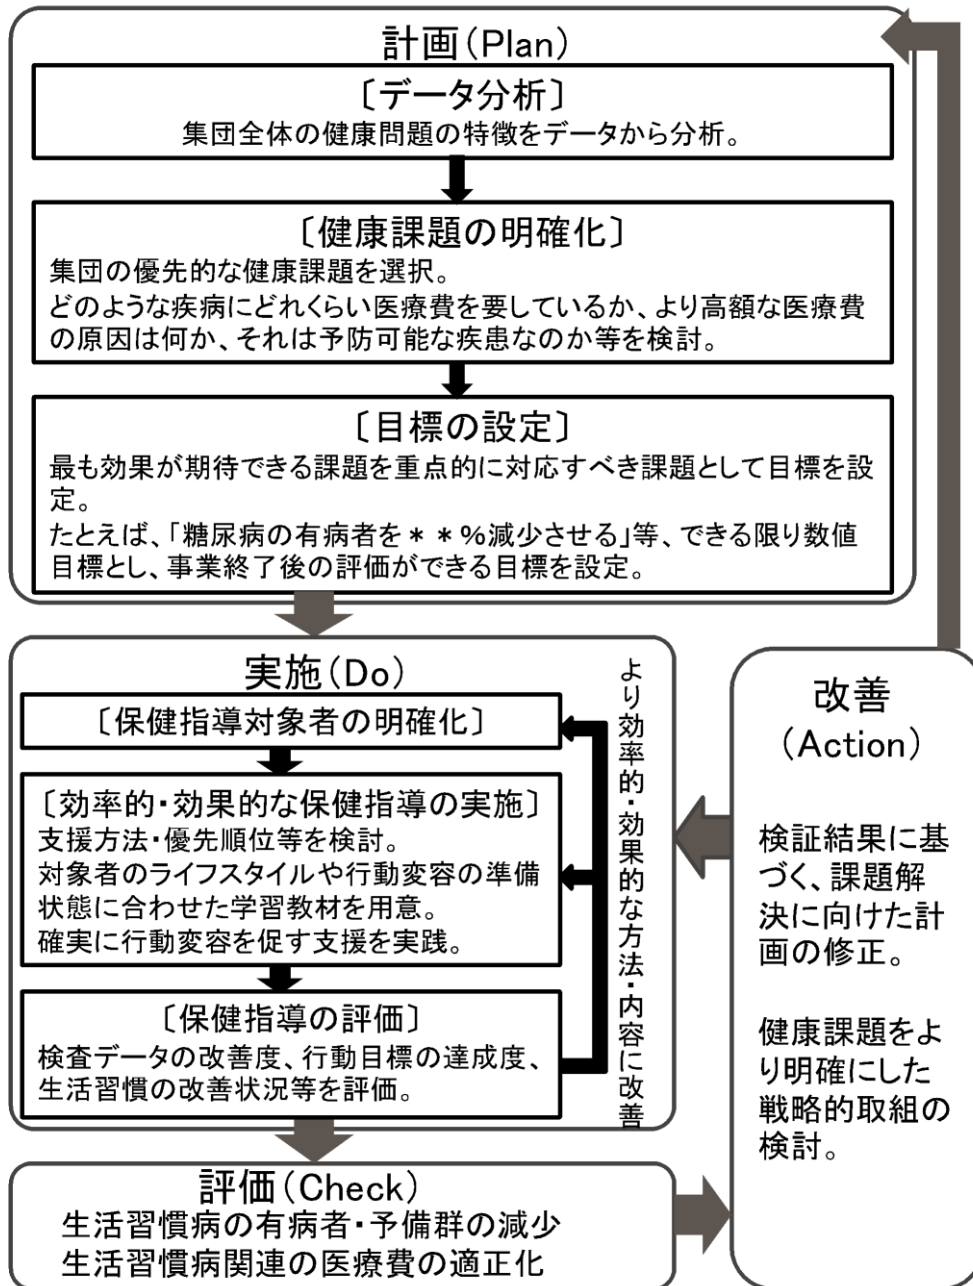 計画(Plan)
〔データ分析〕
集団全体の健康問題の特徴をデータから分析。
〔健康課題の明確化〕
集団の優先的な健康課題を選択。
どのような疾病にどれくらい医療費を要しているか、より高額な医療費
の原因は何か、それは予防可能な疾患なのか等を検討。
〔目標の設定〕
最も効果が期待できる課題を重点的に対応すべき課題として目標を設
定。
たとえば、「糖尿病の有病者を**%減少させる」等、できる限り数値
目標とし、事業終了後の評価ができる目標を設定。
実施(Do)
〔保健指導対象者の明確化〕
〔効率的・効果的な保健指導の実施〕
支援方法・優先順位等を検討。
対象者のライフスタイルや行動変容の準備
状態に合わせた学習教材を用意。
確実に行動変容を促す支援を実践。
〔保健指導の評価〕
検査データの改善度、行動目標の達成度、
生活習慣の改善状況等を評価。
より効率的・効果的な方法・内容に改善
評価(Check)
生活習慣病の有病者・予備群の減少
生活習慣病関連の医療費の適正化
改善
(Action)
検証結果に基
づく、課題解
決に向けた計
画の修正。
健康課題をよ
り明確にした
戦略的取組の
検討。